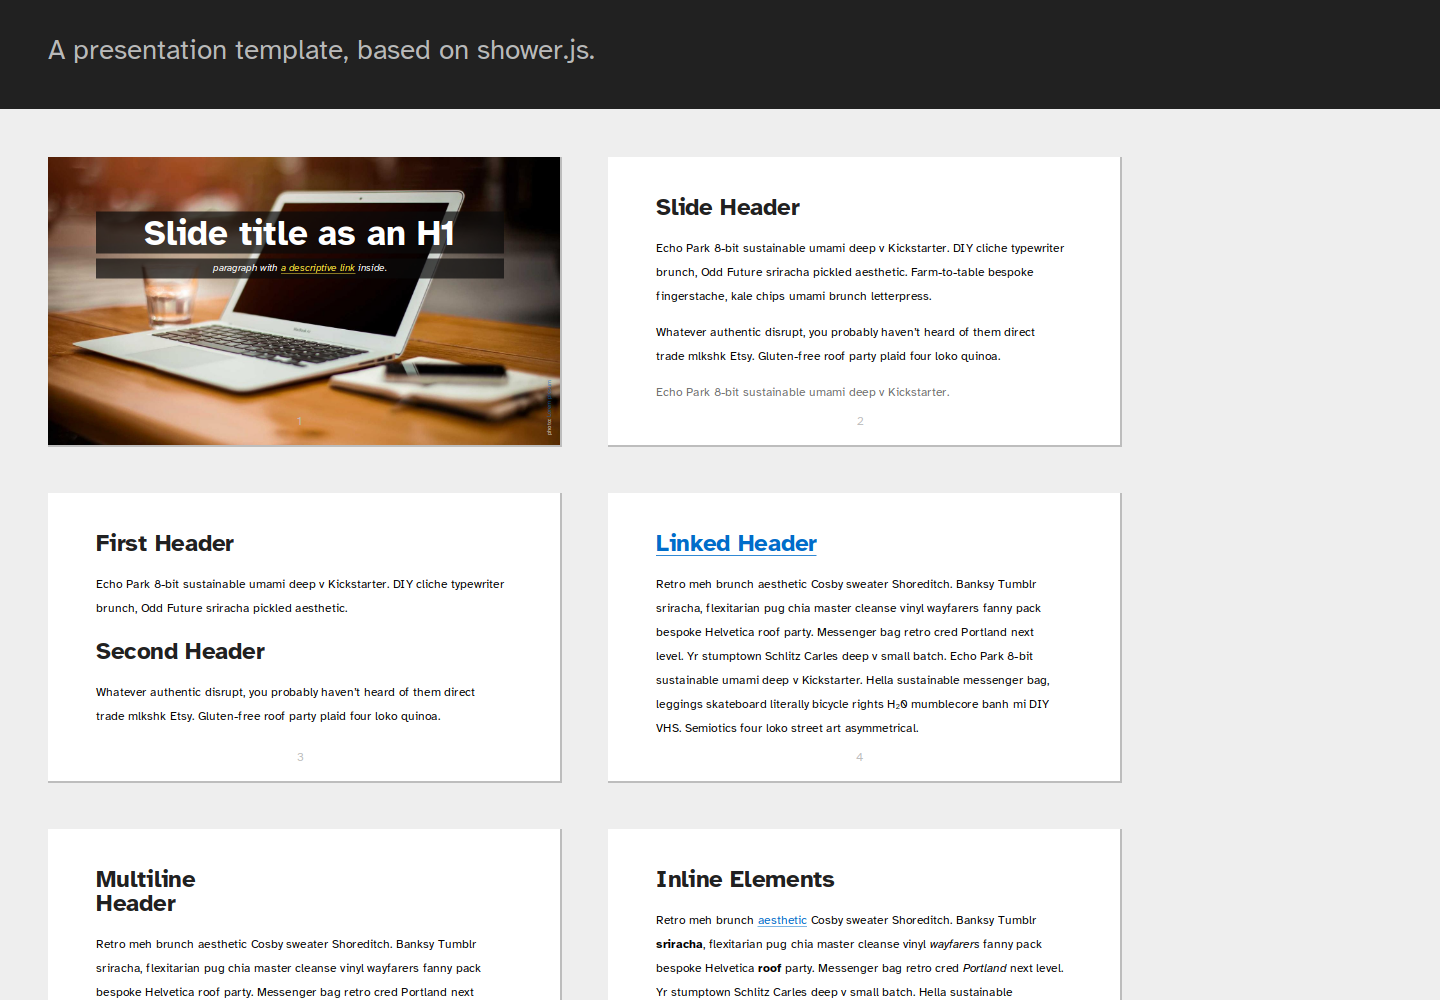 A presentation template, based on shower.js.
Slide title as an H1
paragraph with a descriptive link inside.
1
Slide Header
Echo Park 8-bit sustainable umami deep v Kickstarter. DIY cliche typewriter
brunch, Odd Future sriracha pickled aesthetic. Farm-to-table bespoke
fingerstache, kale chips umami brunch letterpress.
Whatever authentic disrupt, you probably haven't heard of them direct
trade mlkshk Etsy. Gluten-free roof party plaid four loko quinoa.
Echo Park 8-bit sustainable umami deep v Kickstarter.
2
First Header
Echo Park 8-bit sustainable umami deep v Kickstarter. DIY cliche typewriter
brunch, Odd Future sriracha pickled aesthetic.
Second Header
Whatever authentic disrupt, you probably haven't heard of them direct
trade mlkshk Etsy. Gluten-free roof party plaid four loko quinoa.
3
Linked Header
Retro meh brunch aesthetic Cosby sweater Shoreditch. Banksy Tumblr
sriracha, flexitarian pug chia master cleanse vinyl wayfarers fanny pack
bespoke Helvetica roof party. Messenger bag retro cred Portland next
level. Yr stumptown Schlitz Carles deep v small batch. Echo Park 8-bit
sustainable umami deep v Kickstarter. Hella sustainable messenger bag,
leggings skateboard literally bicycle rights H₂0 mumblecore banh mi DIY
VHS. Semiotics four loko street art asymmetrical.
4
Multiline
Header
Retro meh brunch aesthetic Cosby sweater Shoreditch. Banksy Tumblr
sriracha, flexitarian pug chia master cleanse vinyl wayfarers fanny pack
bespoke Helvetica roof party. Messenger bag retro cred Portland next
Inline Elements
Retro meh brunch aesthetic Cosby sweater Shoreditch. Banksy Tumblr
sriracha, flexitarian pug chia master cleanse vinyl wayfarers fanny pack
bespoke Helvetica roof party. Messenger bag retro cred Portland next level.
Yr stumptown Schlitz Carles deep v small batch. Hella sustainable